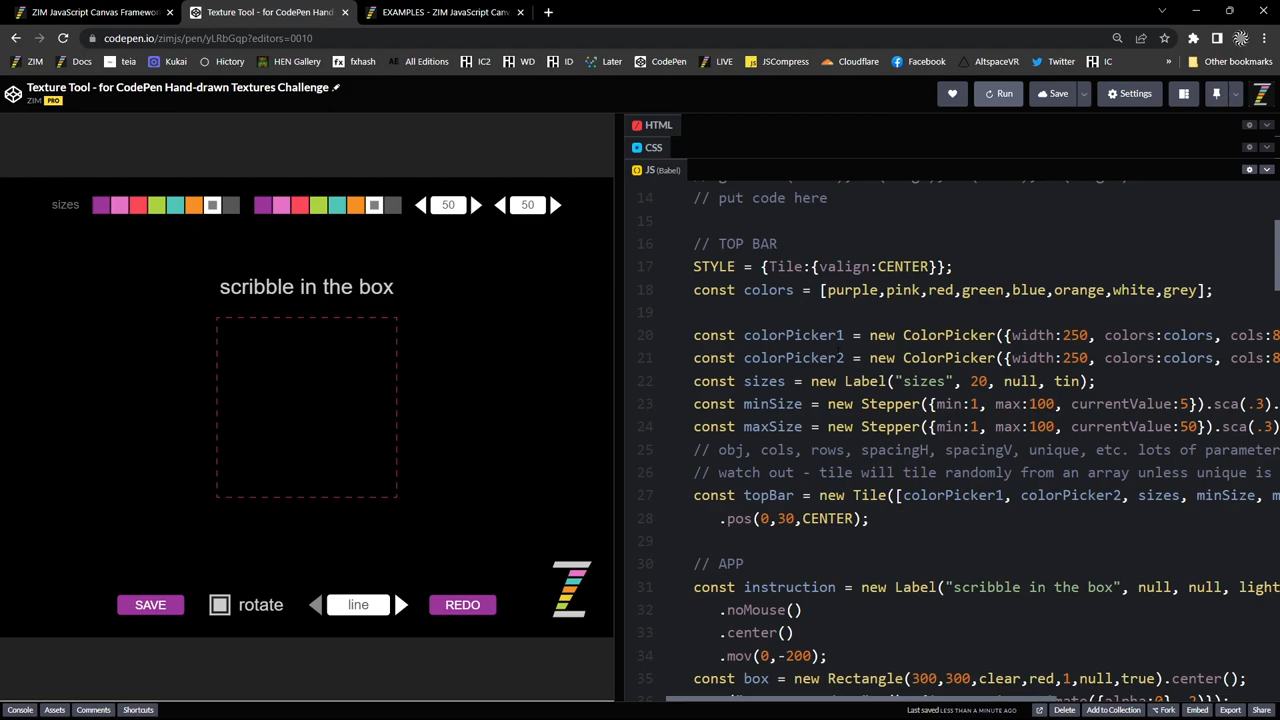 ZIM JavaScript Canvas Framework
Texture Tool - for CodePen Hand-
EXAMPLES - ZIM JavaScript Canv
codepen.io/zimjs/pen/yLRbGqp?editors=0010
ZIM Docs teia Kukai HEN Gallery fxhash All Editions IC2 WD ID Later CodePen LIVE JSCompress Cloudflare Facebook AltspaceVR Twitter IC » Other bookmarks
Texture Tool - for CodePen Hand-drawn Textures Challenge
ZIM PRO
Run Save Settings
HTML
CSS
JS (Babel)
sizes 50 50
scribble in the box
SAVE rotate line REDO
14 // put code here
15
16 // TOP BAR
17 STYLE = {Tile:{valign:CENTER}};
18 const colors = [purple,pink,red,green,blue,orange,white,grey];
19
20 const colorPicker1 = new ColorPicker({width:250, colors:colors, cols:8
21 const colorPicker2 = new ColorPicker({width:250, colors:colors, cols:8
22 const sizes = new Label("sizes", 20, null, tin);
23 const minSize = new Stepper({min:1, max:100, currentValue:5}).sca(.3)
24 const maxSize = new Stepper({min:1, max:100, currentValue:50}).sca(.3)
25 // obj, cols, rows, spacingH, spacingV, unique, etc. lots of parameter
26 // watch out - tile will tile randomly from an array unless unique is
27 const topBar = new Tile([colorPicker1, colorPicker2, sizes, minSize, m
28 .pos(0,30,CENTER);
29
30 // APP
31 const instruction = new Label("scribble in the box", null, null, light
32 .noMouse()
33 .center()
34 .mov(0,-200);
35 const box = new Rectangle(300,300,clear,red,1,null,true).center();
Console Assets Comments Shortcuts
Last saved LESS THAN A MINUTE AGO Delete Add to Collection Fork Embed Export Share